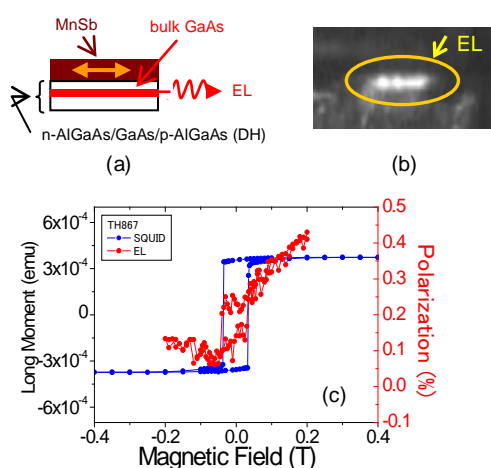 (a)
MnSb
bulk GaAs
EL
n-AlGaAs/GaAs/p-AlGaAs (DH)
EL
(b)
TH867
SQUID
EL
Long Moment (emu)
6x10-4
3x10-4
0
-3x10-4
-6x10-4
-0.4
-0.2
0.0
0.2
0.4
Magnetic Field (T)
0.5
0.4
0.3
0.2
0.1
0.0
-0.1
Polarization (%)
(c)